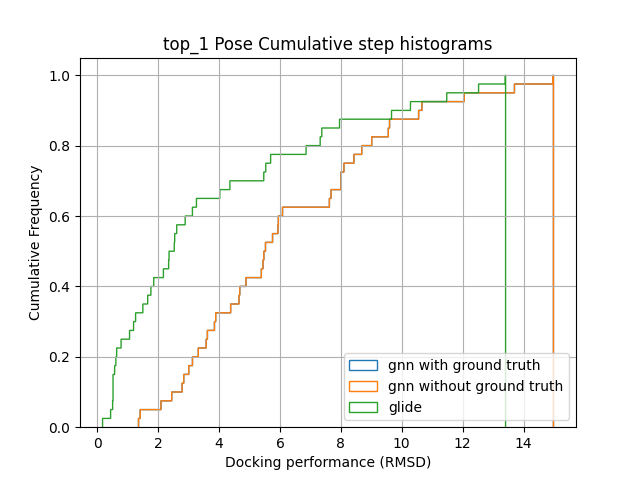 top_1 Pose Cumulative step histograms
Cumulative Frequency
1.0
0.8
0.6
0.4
0.2
0.0
0 2 4 6 8 10 12 14
Docking performance (RMSD)
gnn with ground truth
gnn without ground truth
glide